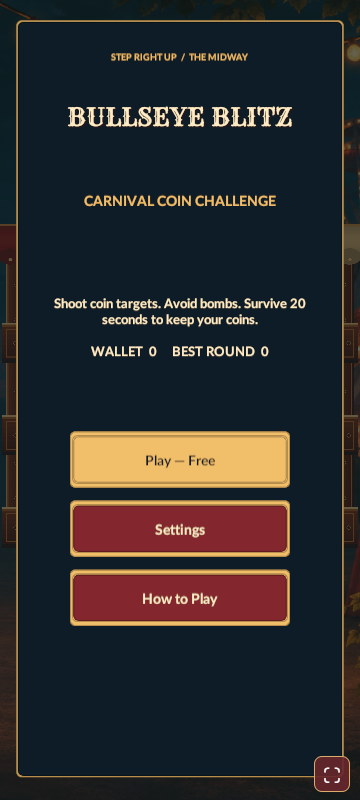 STEP RIGHT UP / THE MIDWAY
BULLSEYE BLITZ
CARNIVAL COIN CHALLENGE
Shoot coin targets. Avoid bombs. Survive 20
seconds to keep your coins.
WALLET 0 BEST ROUND 0
Play — Free
Settings
How to Play